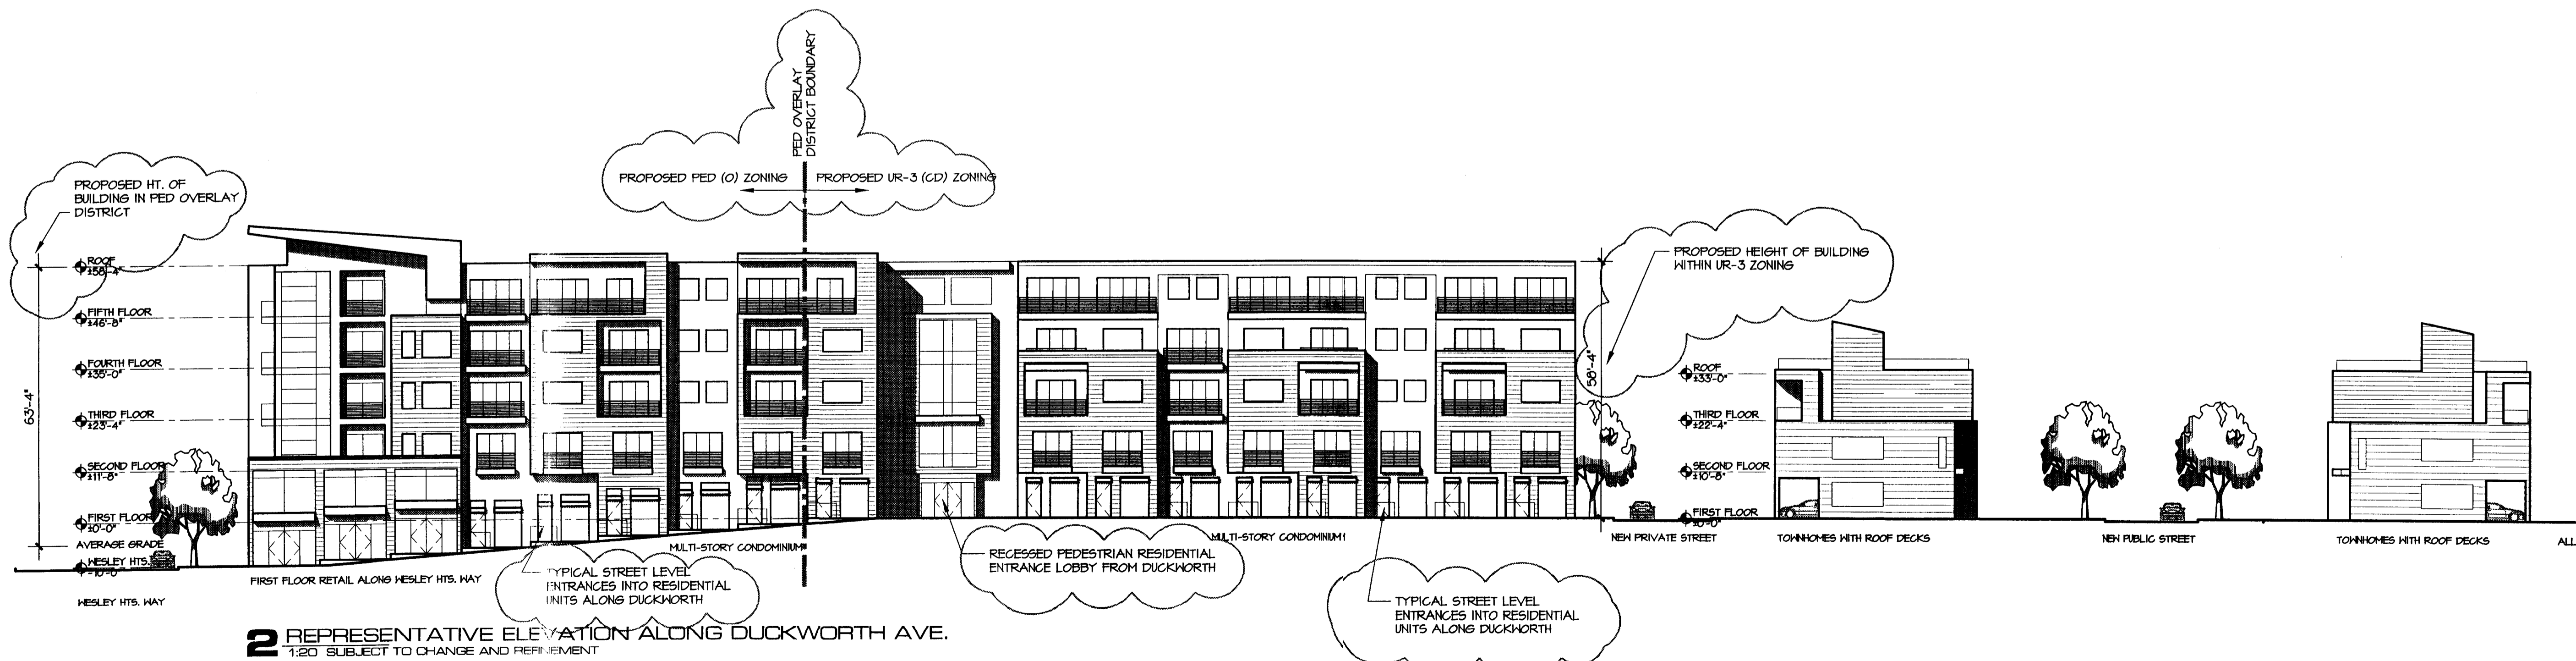 PED OVERLAY
DISTRICT BOUNDARY
PROPOSED PED (O) ZONING
PROPOSED UR-3 (CD) ZONING
PROPOSED HT. OF
BUILDING IN PED OVERLAY
DISTRICT
PROPOSED HEIGHT OF BUILDING
WITHIN UR-3 ZONING
ROOF
±58'-4"
FIFTH FLOOR
±46'-8"
FOURTH FLOOR
±35'-0"
THIRD FLOOR
±23'-4"
SECOND FLOOR
±11'-8"
FIRST FLOOR
±0'-0"
AVERAGE GRADE
WESLEY HTS.
-10'-0"
63'-4"
58'-4"
ROOF
±33'-0"
THIRD FLOOR
±22'-4"
SECOND FLOOR
±10'-8"
FIRST FLOOR
±0'-0"
WESLEY HTS. WAY
FIRST FLOOR RETAIL ALONG WESLEY HTS. WAY
MULTI-STORY CONDOMINIUM
MULTI-STORY CONDOMINIUM
NEW PRIVATE STREET
TOWNHOMES WITH ROOF DECKS
NEW PUBLIC STREET
TOWNHOMES WITH ROOF DECKS
ALL
TYPICAL STREET LEVEL
ENTRANCES INTO RESIDENTIAL
UNITS ALONG DUCKWORTH
RECESSED PEDESTRIAN RESIDENTIAL
ENTRANCE LOBBY FROM DUCKWORTH
TYPICAL STREET LEVEL
ENTRANCES INTO RESIDENTIAL
UNITS ALONG DUCKWORTH
2 REPRESENTATIVE ELEVATION ALONG DUCKWORTH AVE.
1:20 SUBJECT TO CHANGE AND REFINEMENT